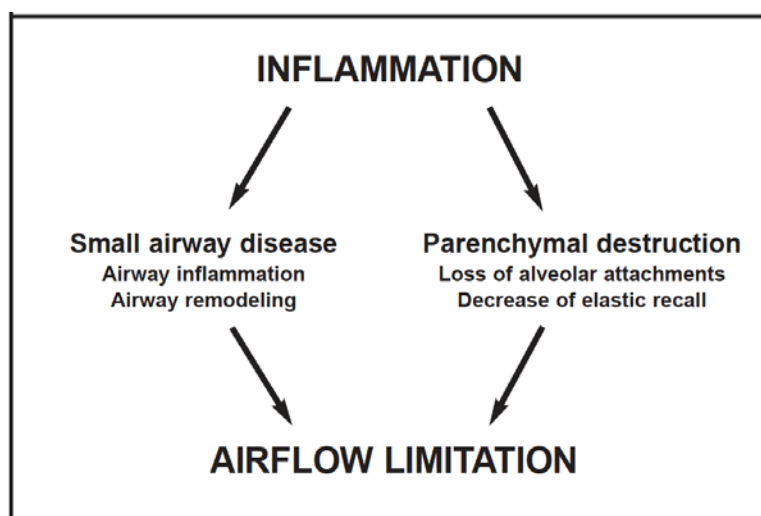 INFLAMMATION
Small airway disease
Airway inflammation
Airway remodeling
Parenchymal destruction
Loss of alveolar attachments
Decrease of elastic recall
AIRFLOW LIMITATION